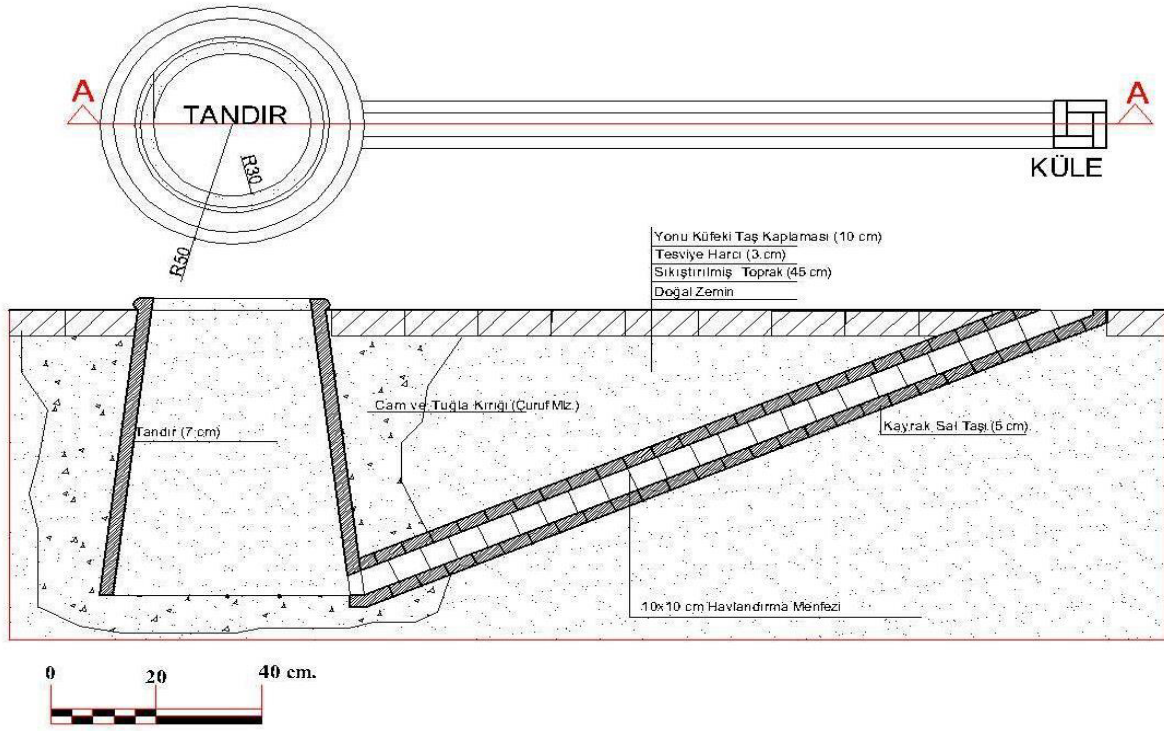 A
A
TANDIR
R30
R50
KÜLE
Yonu Küfeki Taş Kaplaması (10 cm)
Tesviye Harcı (3 cm)
Sıkıştırılmış Toprak (45 cm)
Doğal Zemin
Cam ve Tuğla Kırığı (Curuf Mlz.)
Tandır (7 cm)
Kayrak Sal Taşı (5 cm)
10x10 cm Havlandırma Menfezi
0 20 40 cm.